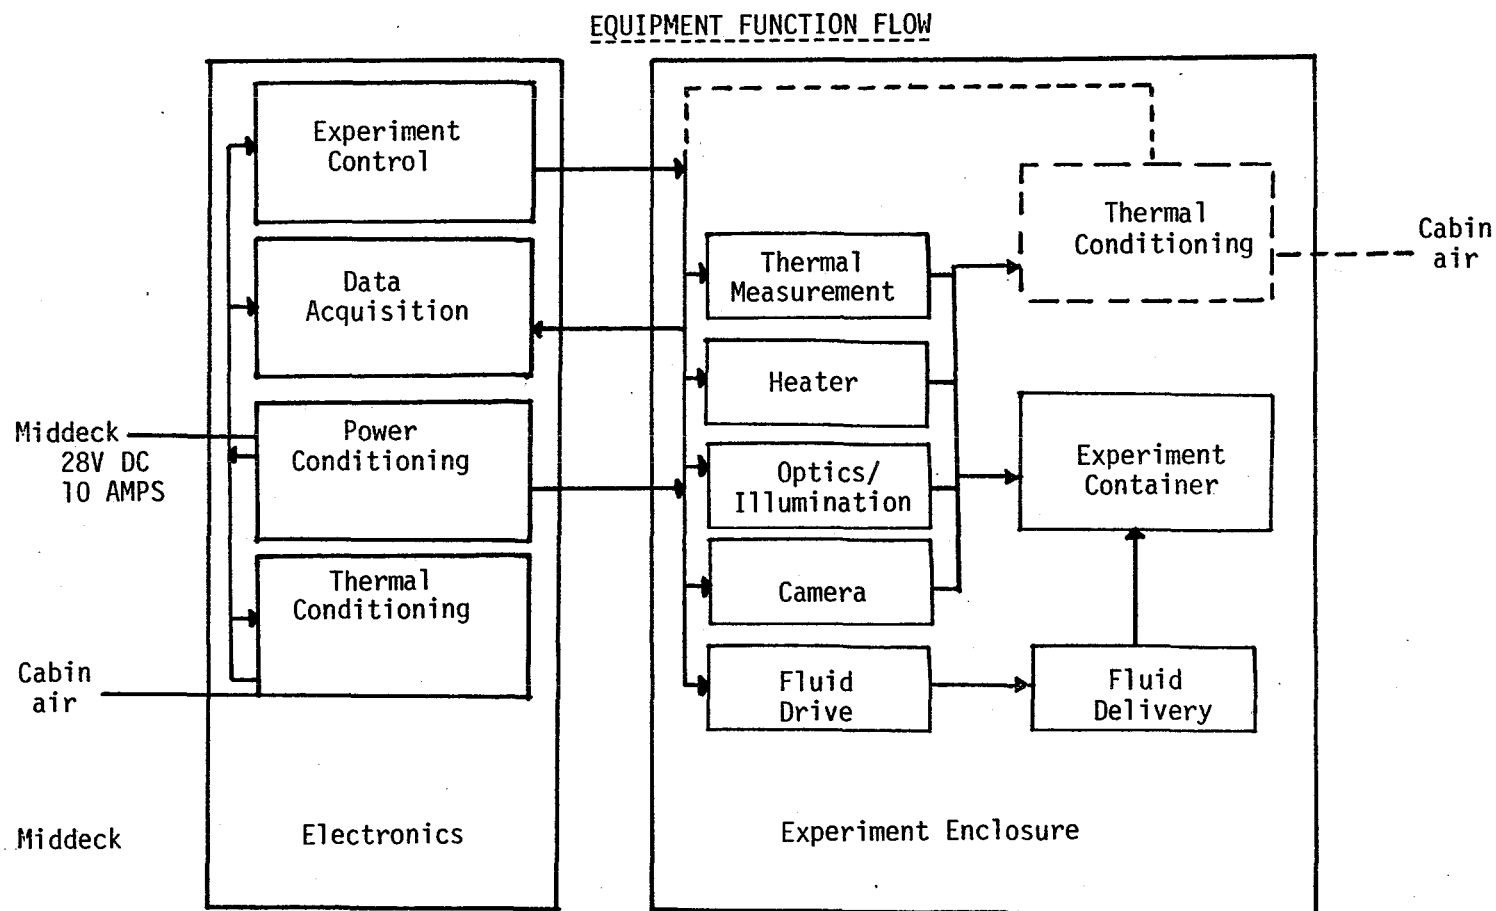 EQUIPMENT FUNCTION FLOW
Experiment
Control
Data
Acquisition
Middeck
28V DC
10 AMPS
Power
Conditioning
Thermal
Conditioning
Cabin
air
Middeck
Electronics
Thermal
Measurement
Heater
Optics/
Illumination
Camera
Fluid
Drive
Thermal
Conditioning
Cabin
air
Experiment
Container
Fluid
Delivery
Experiment Enclosure